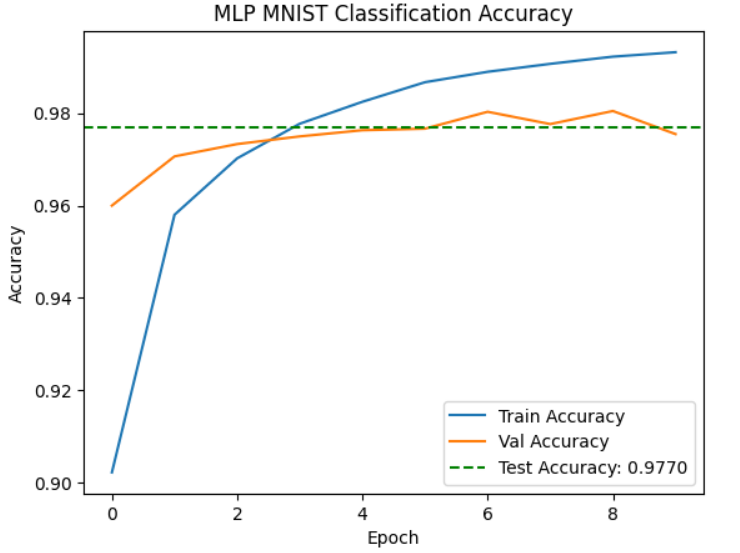 MLP MNIST Classification Accuracy
Accuracy
0.98
0.96
0.94
0.92
0.90
0
2
4
6
8
Epoch
Train Accuracy
Val Accuracy
Test Accuracy: 0.9770